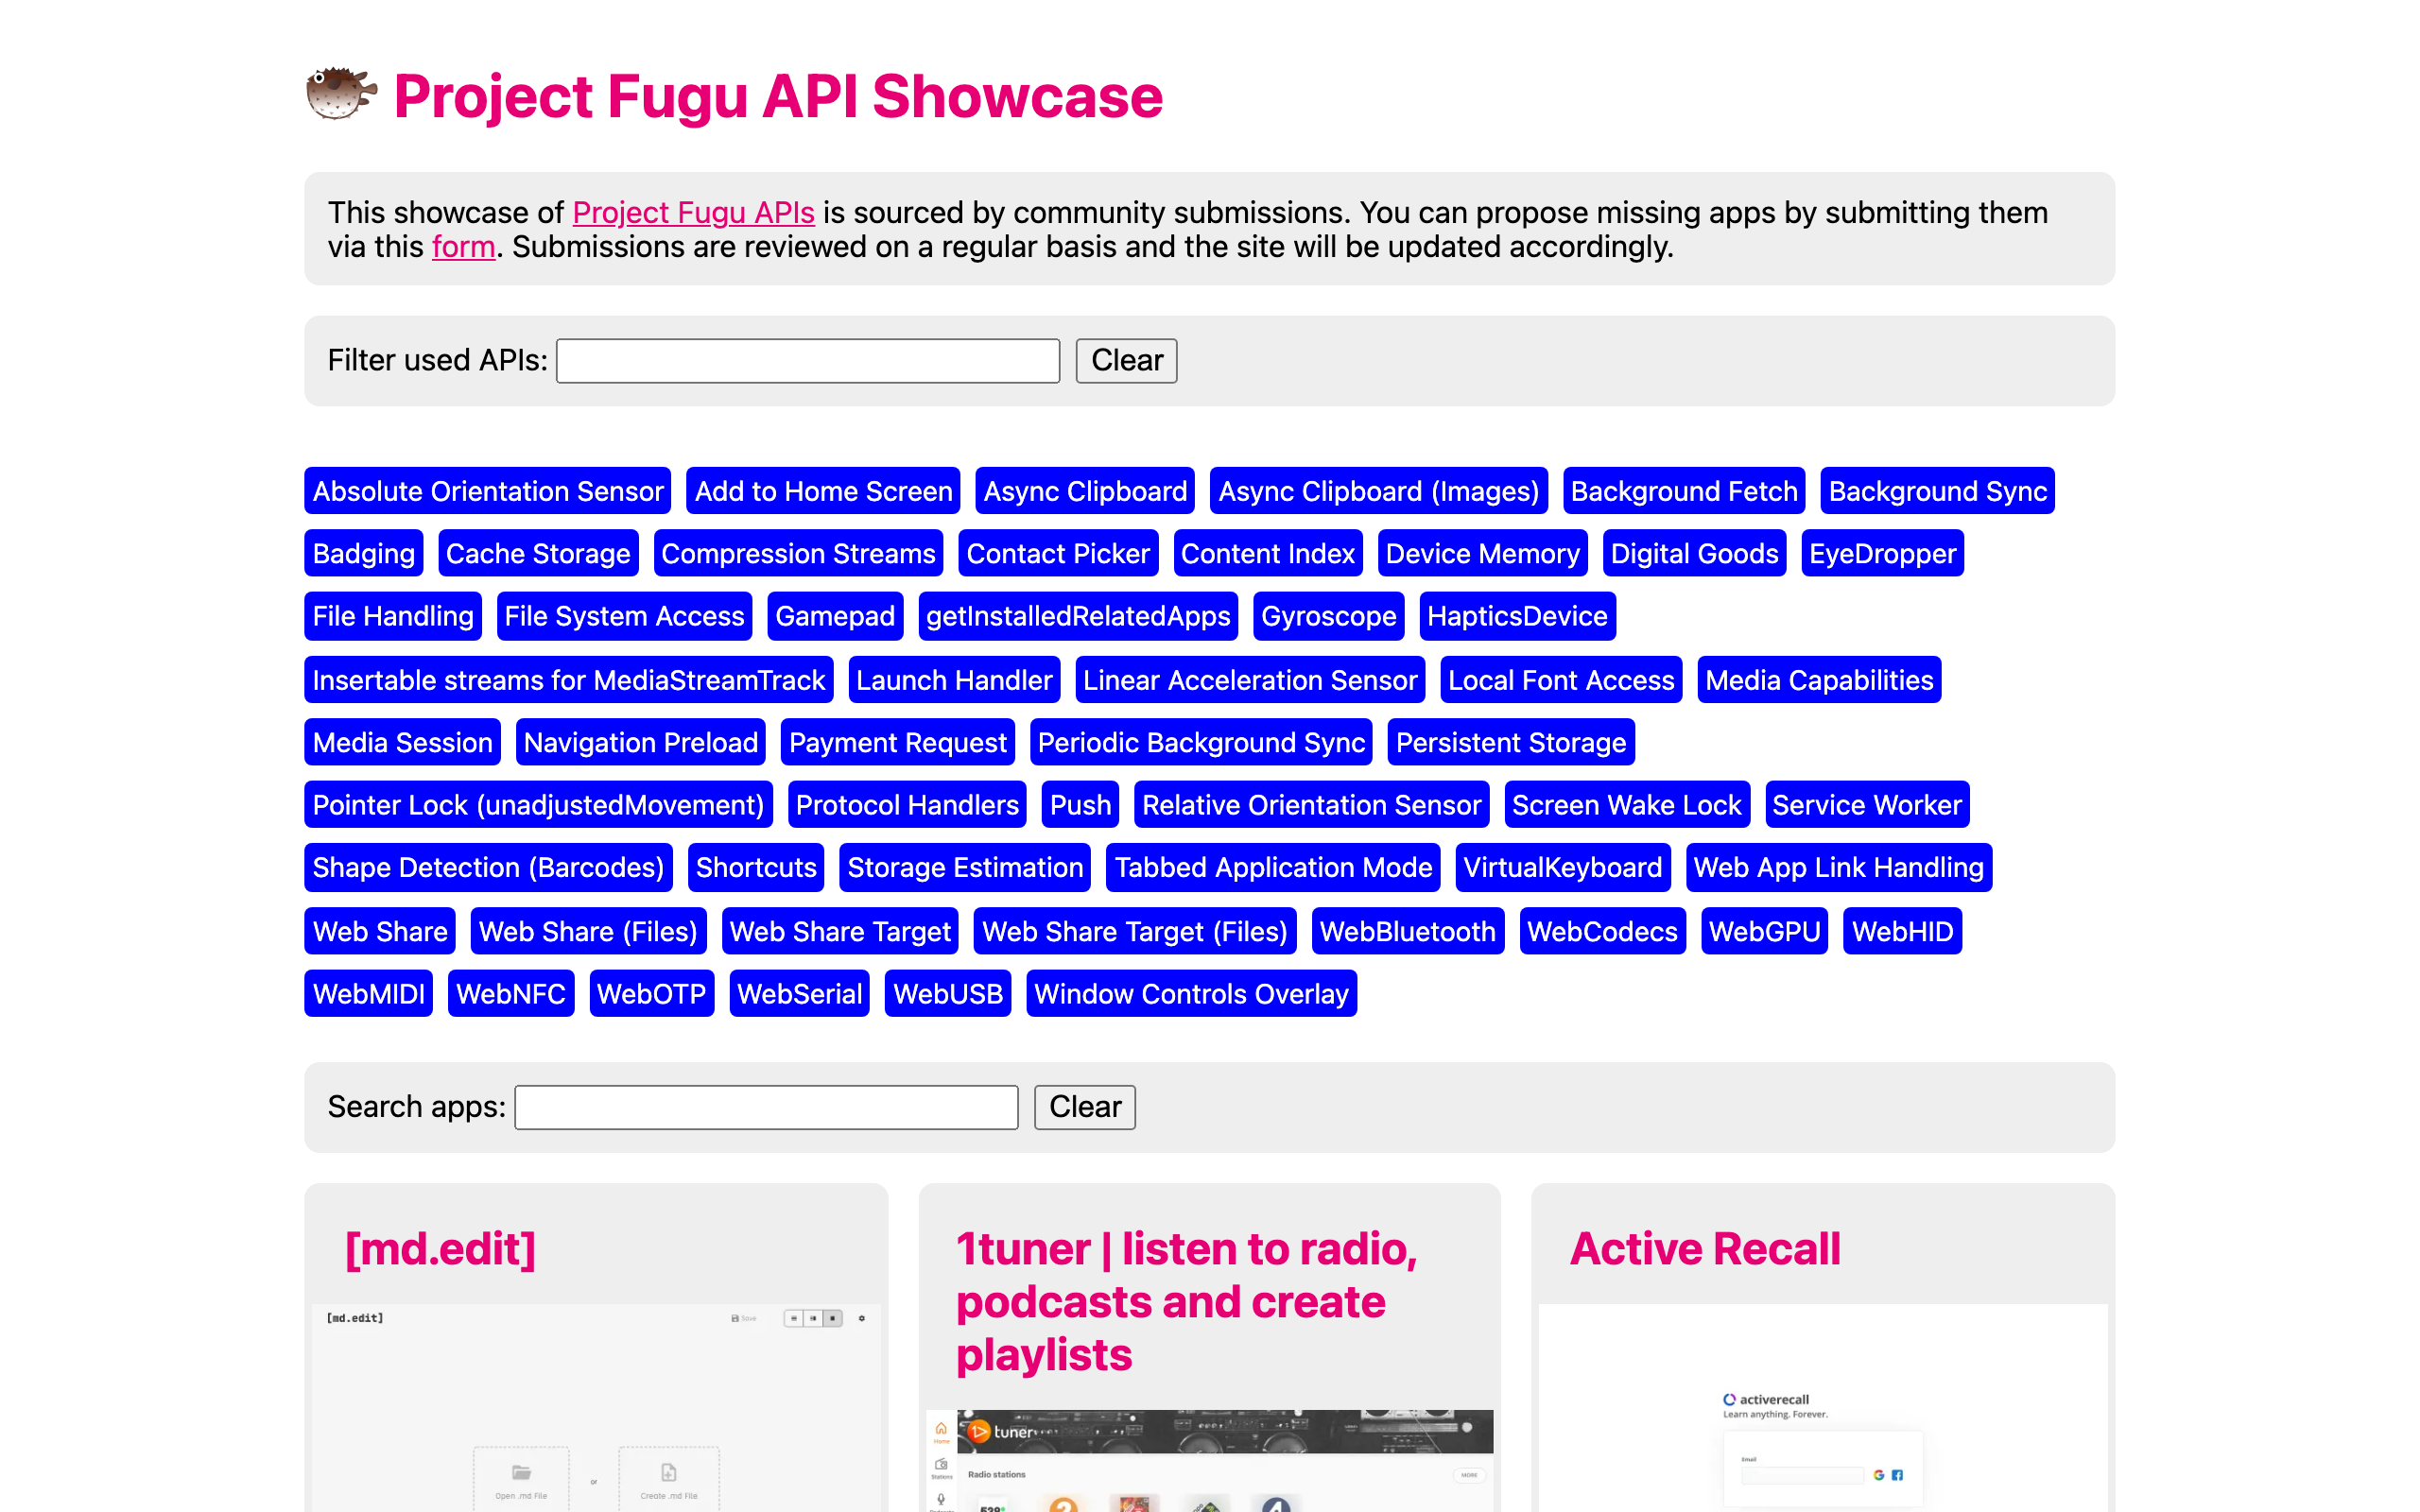 Project Fugu API Showcase
This showcase of Project Fugu APIs is sourced by community submissions. You can propose missing apps by submitting them
via this form. Submissions are reviewed on a regular basis and the site will be updated accordingly.
Filter used APIs: Clear
Absolute Orientation Sensor Add to Home Screen Async Clipboard Async Clipboard (Images) Background Fetch Background Sync
Badging Cache Storage Compression Streams Contact Picker Content Index Device Memory Digital Goods EyeDropper
File Handling File System Access Gamepad getInstalledRelatedApps Gyroscope HapticsDevice
Insertable streams for MediaStreamTrack Launch Handler Linear Acceleration Sensor Local Font Access Media Capabilities
Media Session Navigation Preload Payment Request Periodic Background Sync Persistent Storage
Pointer Lock (unadjustedMovement) Protocol Handlers Push Relative Orientation Sensor Screen Wake Lock Service Worker
Shape Detection (Barcodes) Shortcuts Storage Estimation Tabbed Application Mode VirtualKeyboard Web App Link Handling
Web Share Web Share (Files) Web Share Target Web Share Target (Files) WebBluetooth WebCodecs WebGPU WebHID
WebMIDI WebNFC WebOTP WebSerial WebUSB Window Controls Overlay
Search apps: Clear
[md.edit]
[md.edit] Save
Open .md File or Create .md File
1tuner | listen to radio,
podcasts and create
playlists
tuner
Home
Stations
Radio stations MORE
538
Active Recall
activerecall
Learn anything. Forever.
Email